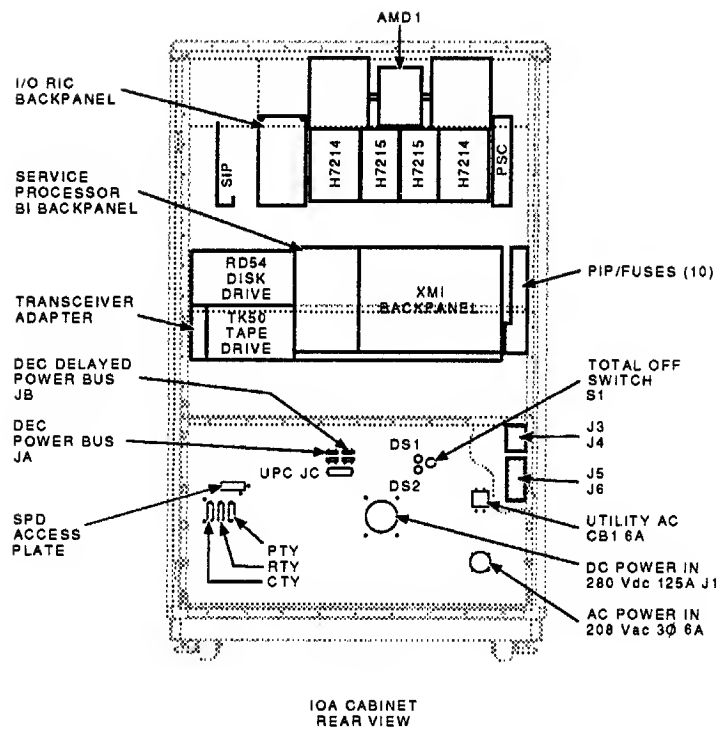 AMD1
I/O RIC
BACKPANEL
SIP
H7214
H7215
H7215
H7214
PSC
SERVICE
PROCESSOR
BI BACKPANEL
RD54
DISK
DRIVE
XMI
BACKPANEL
PIP/FUSES (10)
TRANSCEIVER
ADAPTER
TK50
TAPE
DRIVE
DEC DELAYED
POWER BUS
JB
TOTAL OFF
SWITCH
S1
DEC
POWER BUS
JA
DS1
J3
J4
UPC JC
DS2
J5
J6
SPD
ACCESS
PLATE
UTILITY AC
CB1 6A
PTY
RTY
CTY
DC POWER IN
280 Vdc 125A J1
AC POWER IN
208 Vac 3Ø 6A
IOA CABINET
REAR VIEW